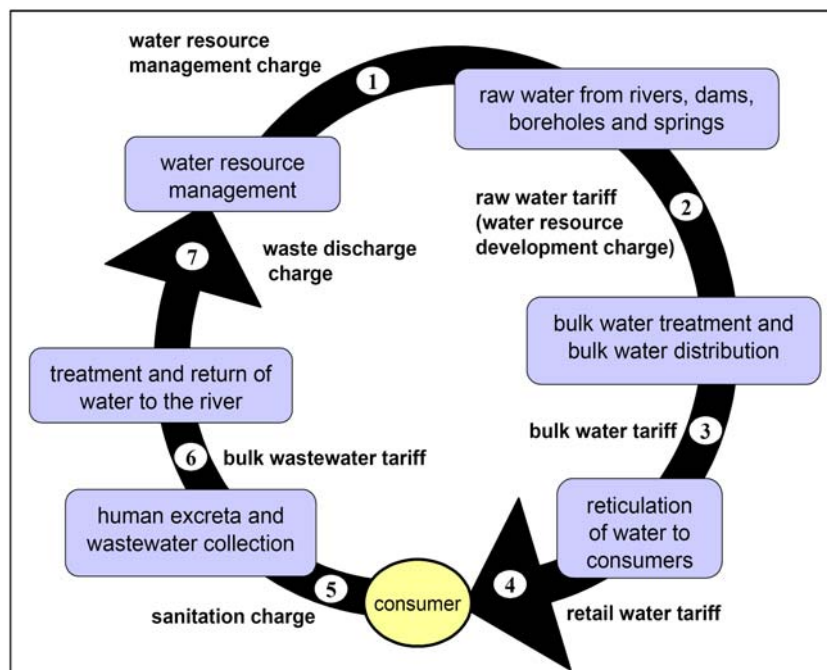 water resource
management charge
1
raw water from rivers, dams,
boreholes and springs
water resource
management
raw water tariff
(water resource
development charge)
2
7
waste discharge
charge
bulk water treatment and
bulk water distribution
treatment and return of
water to the river
bulk water tariff
3
6
bulk wastewater tariff
reticulation
of water to
consumers
human excreta and
wastewater collection
5
consumer
4
sanitation charge
retail water tariff